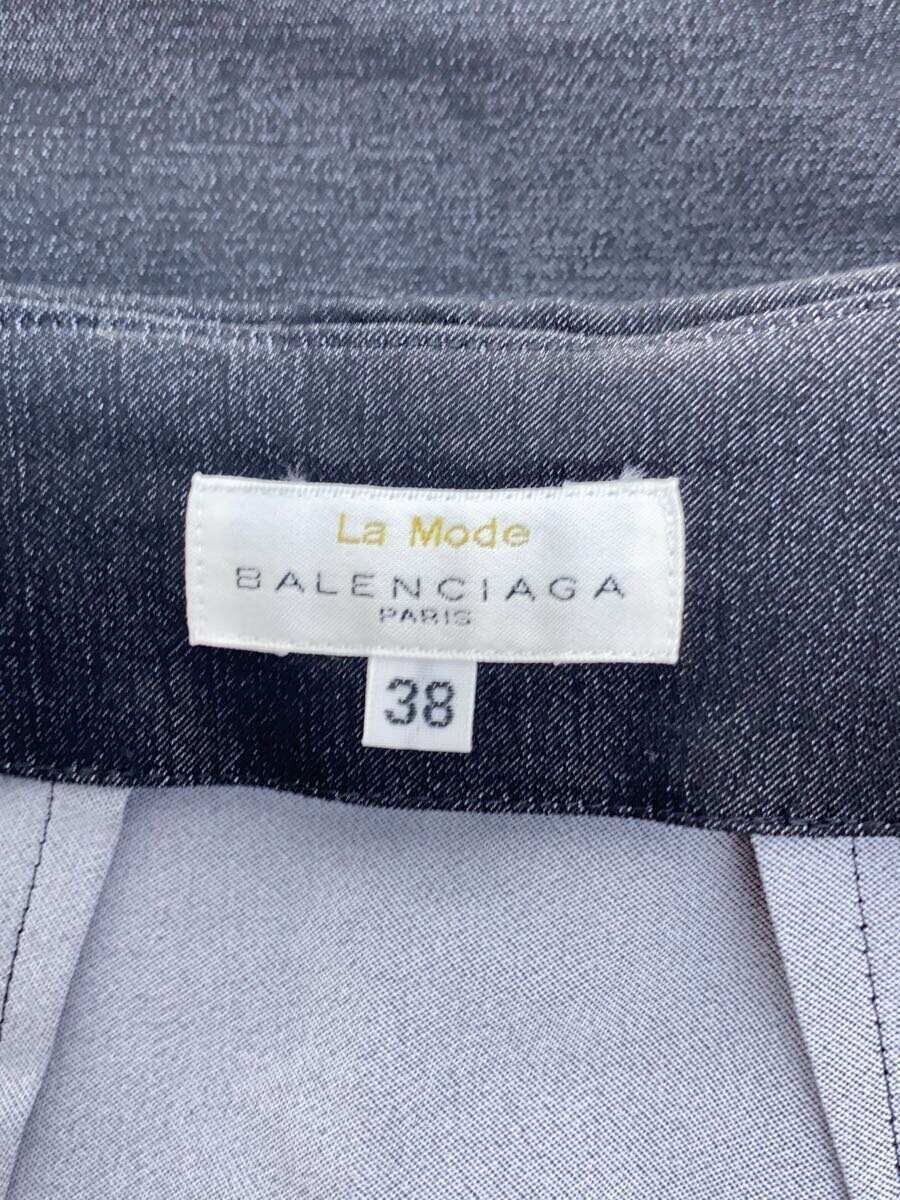 La Mode
BALENCIAGA
PARIS
38